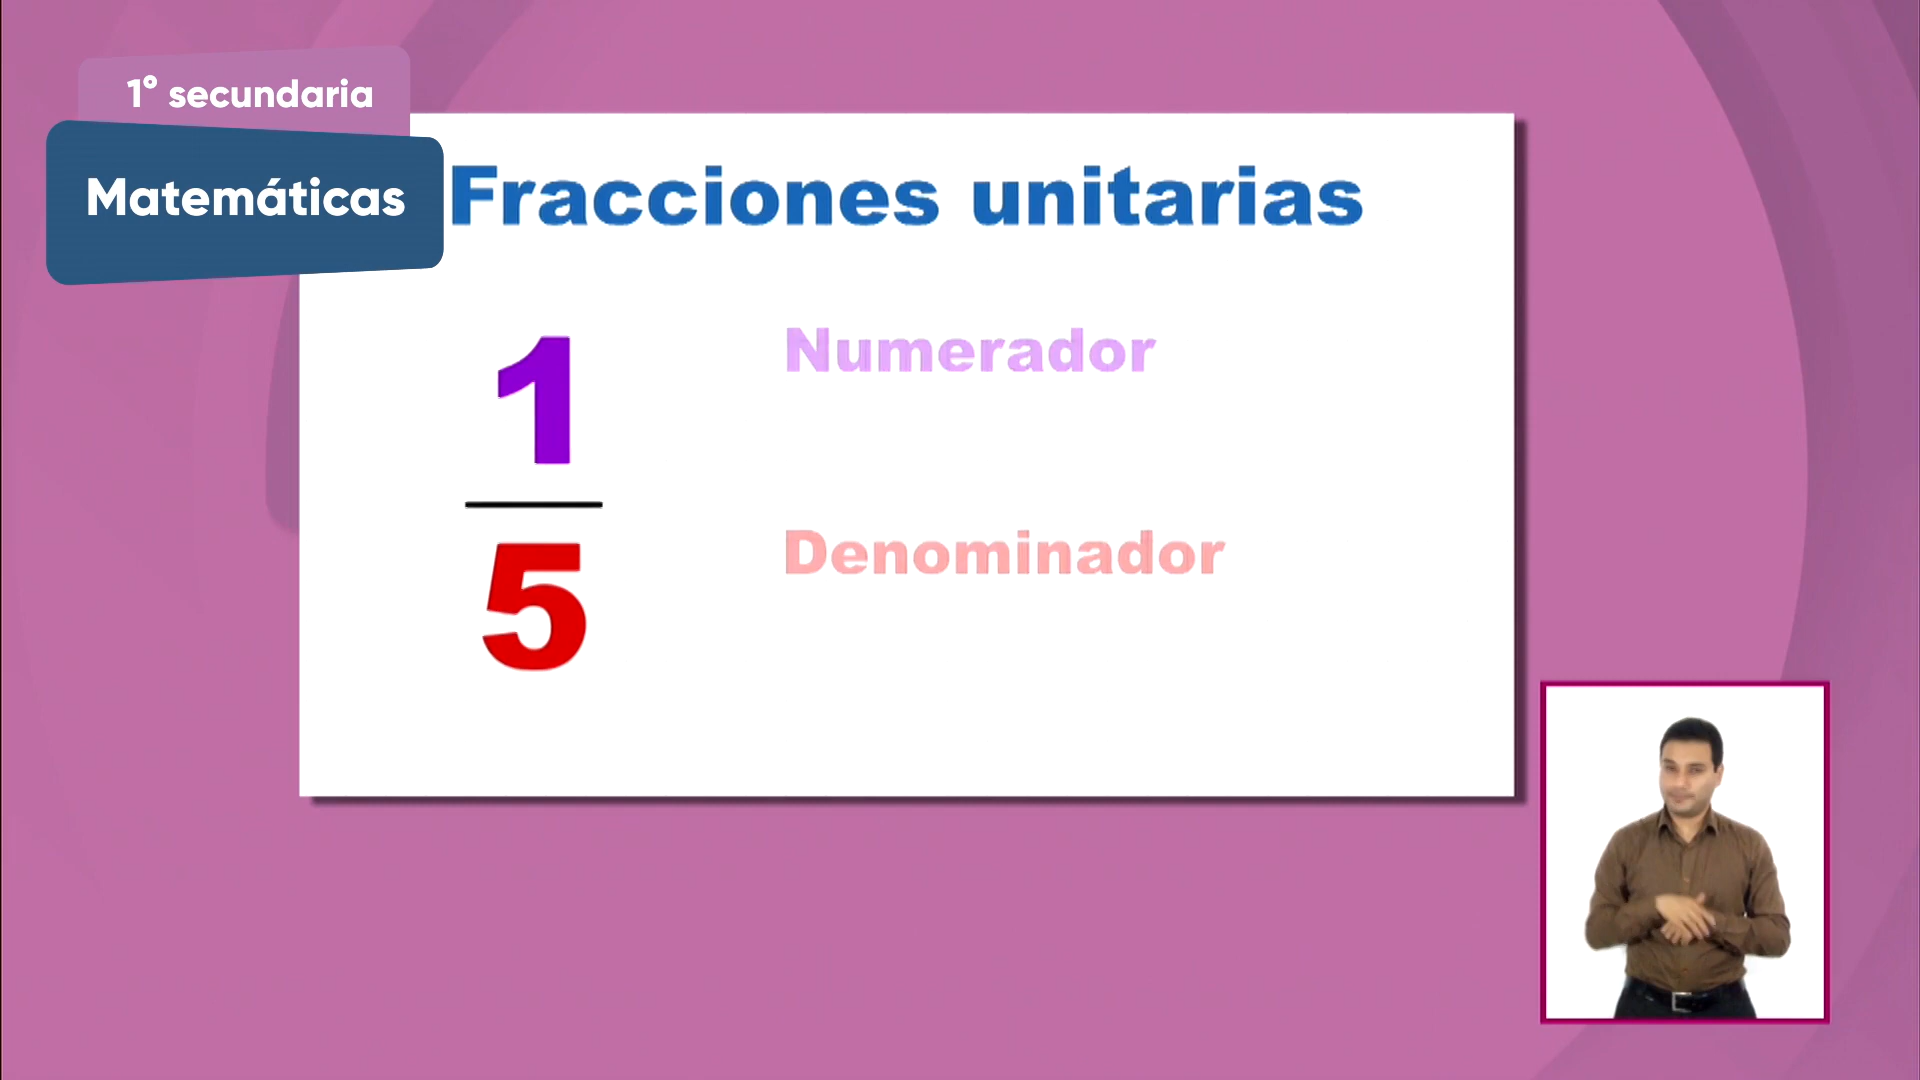 1° secundaria
Matemáticas
Fracciones unitarias
1
Numerador
5
Denominador